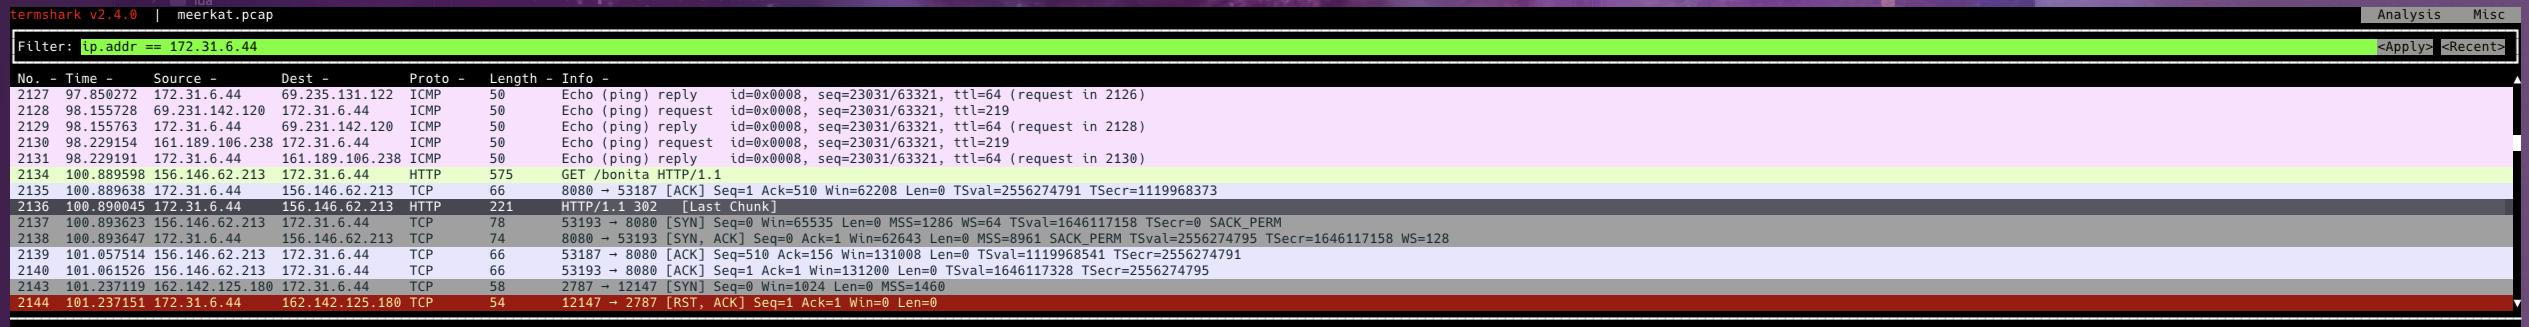 lda
termshark v2.4.0 | meerkat.pcap
Analysis Misc
Filter: ip.addr == 172.31.6.44 <Apply> <Recent>
No. - Time - Source - Dest - Proto - Length - Info -
2127 97.850272 172.31.6.44 69.235.131.122 ICMP 50 Echo (ping) reply id=0x0008, seq=23031/63321, ttl=64 (request in 2126)
2128 98.155728 69.231.142.120 172.31.6.44 ICMP 50 Echo (ping) request id=0x0008, seq=23031/63321, ttl=219
2129 98.155763 172.31.6.44 69.231.142.120 ICMP 50 Echo (ping) reply id=0x0008, seq=23031/63321, ttl=64 (request in 2128)
2130 98.229154 161.189.106.238 172.31.6.44 ICMP 50 Echo (ping) request id=0x0008, seq=23031/63321, ttl=219
2131 98.229191 172.31.6.44 161.189.106.238 ICMP 50 Echo (ping) reply id=0x0008, seq=23031/63321, ttl=64 (request in 2130)
2134 100.889598 156.146.62.213 172.31.6.44 HTTP 575 GET /bonita HTTP/1.1
2135 100.889638 172.31.6.44 156.146.62.213 TCP 66 8080 → 53187 [ACK] Seq=1 Ack=510 Win=62208 Len=0 TSval=2556274791 TSecr=1119968373
2136 100.890045 172.31.6.44 156.146.62.213 HTTP 221 HTTP/1.1 302 [Last Chunk]
2137 100.893623 156.146.62.213 172.31.6.44 TCP 78 53193 → 8080 [SYN] Seq=0 Win=65535 Len=0 MSS=1286 WS=64 TSval=1646117158 TSecr=0 SACK_PERM
2138 100.893647 172.31.6.44 156.146.62.213 TCP 74 8080 → 53193 [SYN, ACK] Seq=0 Ack=1 Win=62643 Len=0 MSS=8961 SACK_PERM TSval=2556274795 TSecr=1646117158 WS=128
2139 101.057514 156.146.62.213 172.31.6.44 TCP 66 53187 → 8080 [ACK] Seq=510 Ack=156 Win=131008 Len=0 TSval=1119968541 TSecr=2556274791
2140 101.061526 156.146.62.213 172.31.6.44 TCP 66 53193 → 8080 [ACK] Seq=1 Ack=1 Win=131200 Len=0 TSval=1646117328 TSecr=2556274795
2143 101.237119 162.142.125.180 172.31.6.44 TCP 58 2787 → 12147 [SYN] Seq=0 Win=1024 Len=0 MSS=1460
2144 101.237151 172.31.6.44 162.142.125.180 TCP 54 12147 → 2787 [RST, ACK] Seq=1 Ack=1 Win=0 Len=0